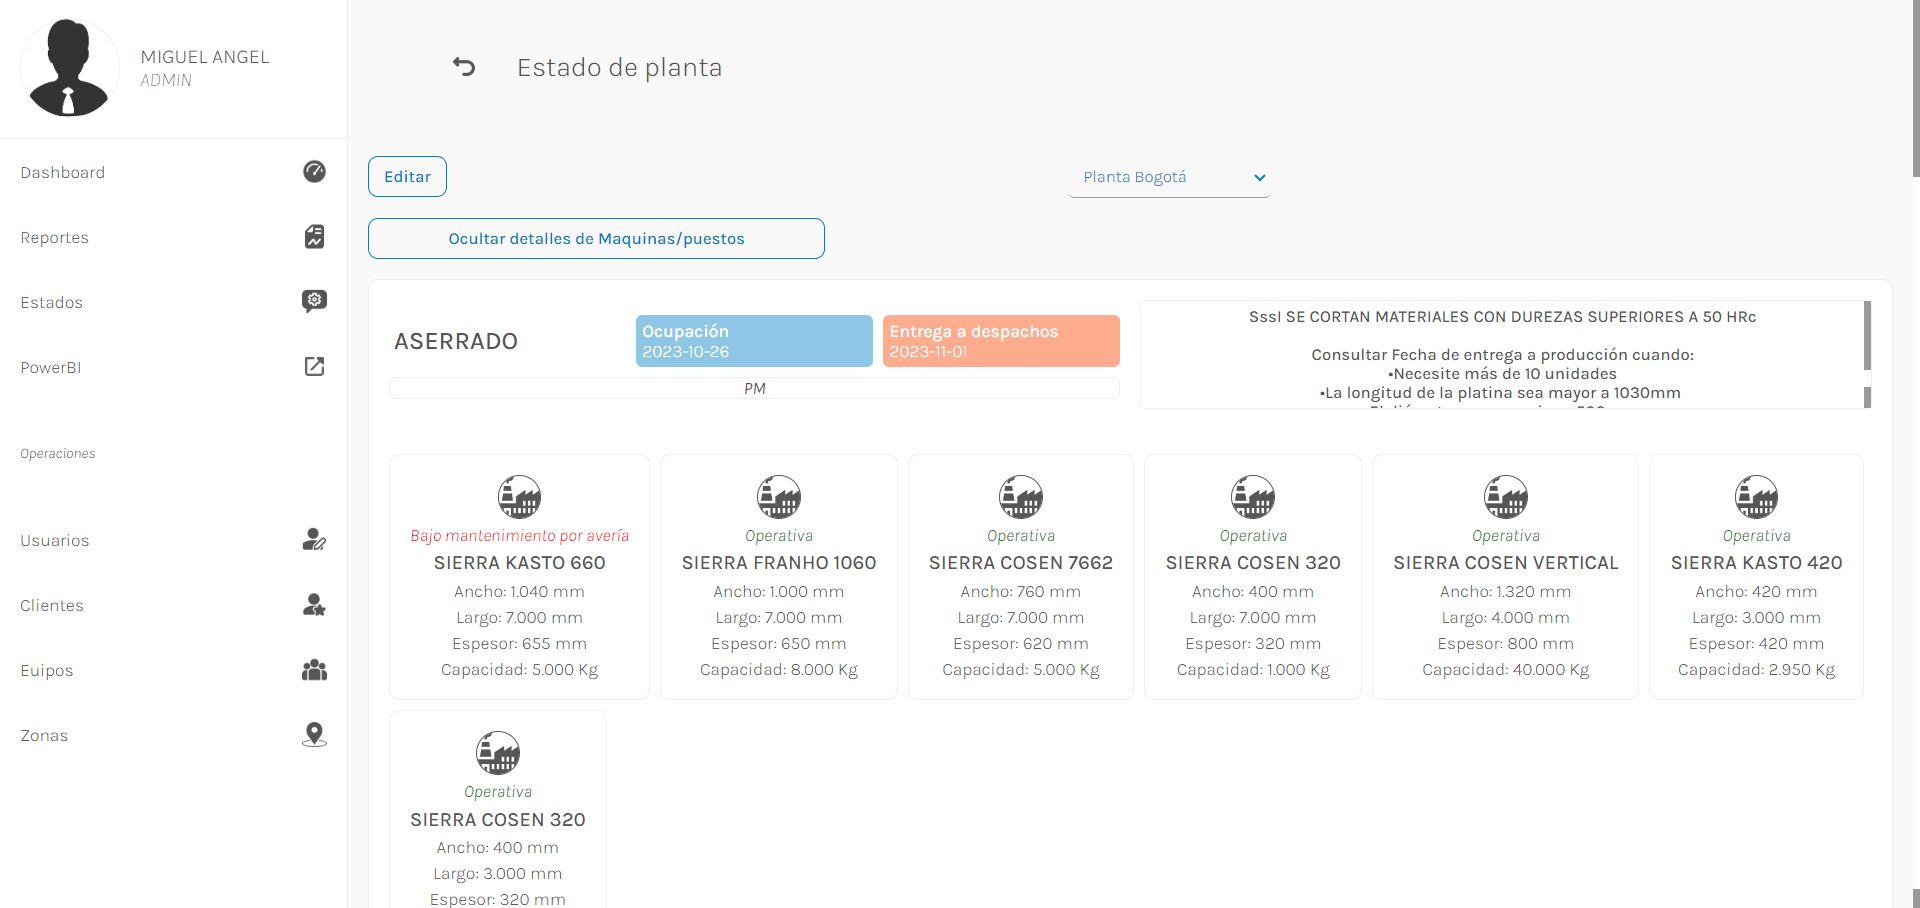 MIGUEL ANGEL
ADMIN
Dashboard
Reportes
Estados
PowerBI
Operaciones
Usuarios
Clientes
Euipos
Zonas
Estado de planta
Editar
Planta Bogotá
Ocultar detalles de Maquinas/puestos
ASERRADO
Ocupación
2023-10-26
Entrega a despachos
2023-11-01
PM
SssI SE CORTAN MATERIALES CON DUREZAS SUPERIORES A 50 HRc
Consultar Fecha de entrega a producción cuando:
•Necesite más de 10 unidades
•La longitud de la platina sea mayor a 1030mm
Bajo mantenimiento por avería
SIERRA KASTO 660
Ancho: 1.040 mm
Largo: 7.000 mm
Espesor: 655 mm
Capacidad: 5.000 Kg
Operativa
SIERRA FRANHO 1060
Ancho: 1.000 mm
Largo: 7.000 mm
Espesor: 650 mm
Capacidad: 8.000 Kg
Operativa
SIERRA COSEN 7662
Ancho: 760 mm
Largo: 7.000 mm
Espesor: 620 mm
Capacidad: 5.000 Kg
Operativa
SIERRA COSEN 320
Ancho: 400 mm
Largo: 7.000 mm
Espesor: 320 mm
Capacidad: 1.000 Kg
Operativa
SIERRA COSEN VERTICAL
Ancho: 1.320 mm
Largo: 4.000 mm
Espesor: 800 mm
Capacidad: 40.000 Kg
Operativa
SIERRA KASTO 420
Ancho: 420 mm
Largo: 3.000 mm
Espesor: 420 mm
Capacidad: 2.950 Kg
Operativa
SIERRA COSEN 320
Ancho: 400 mm
Largo: 3.000 mm
Espesor: 320 mm